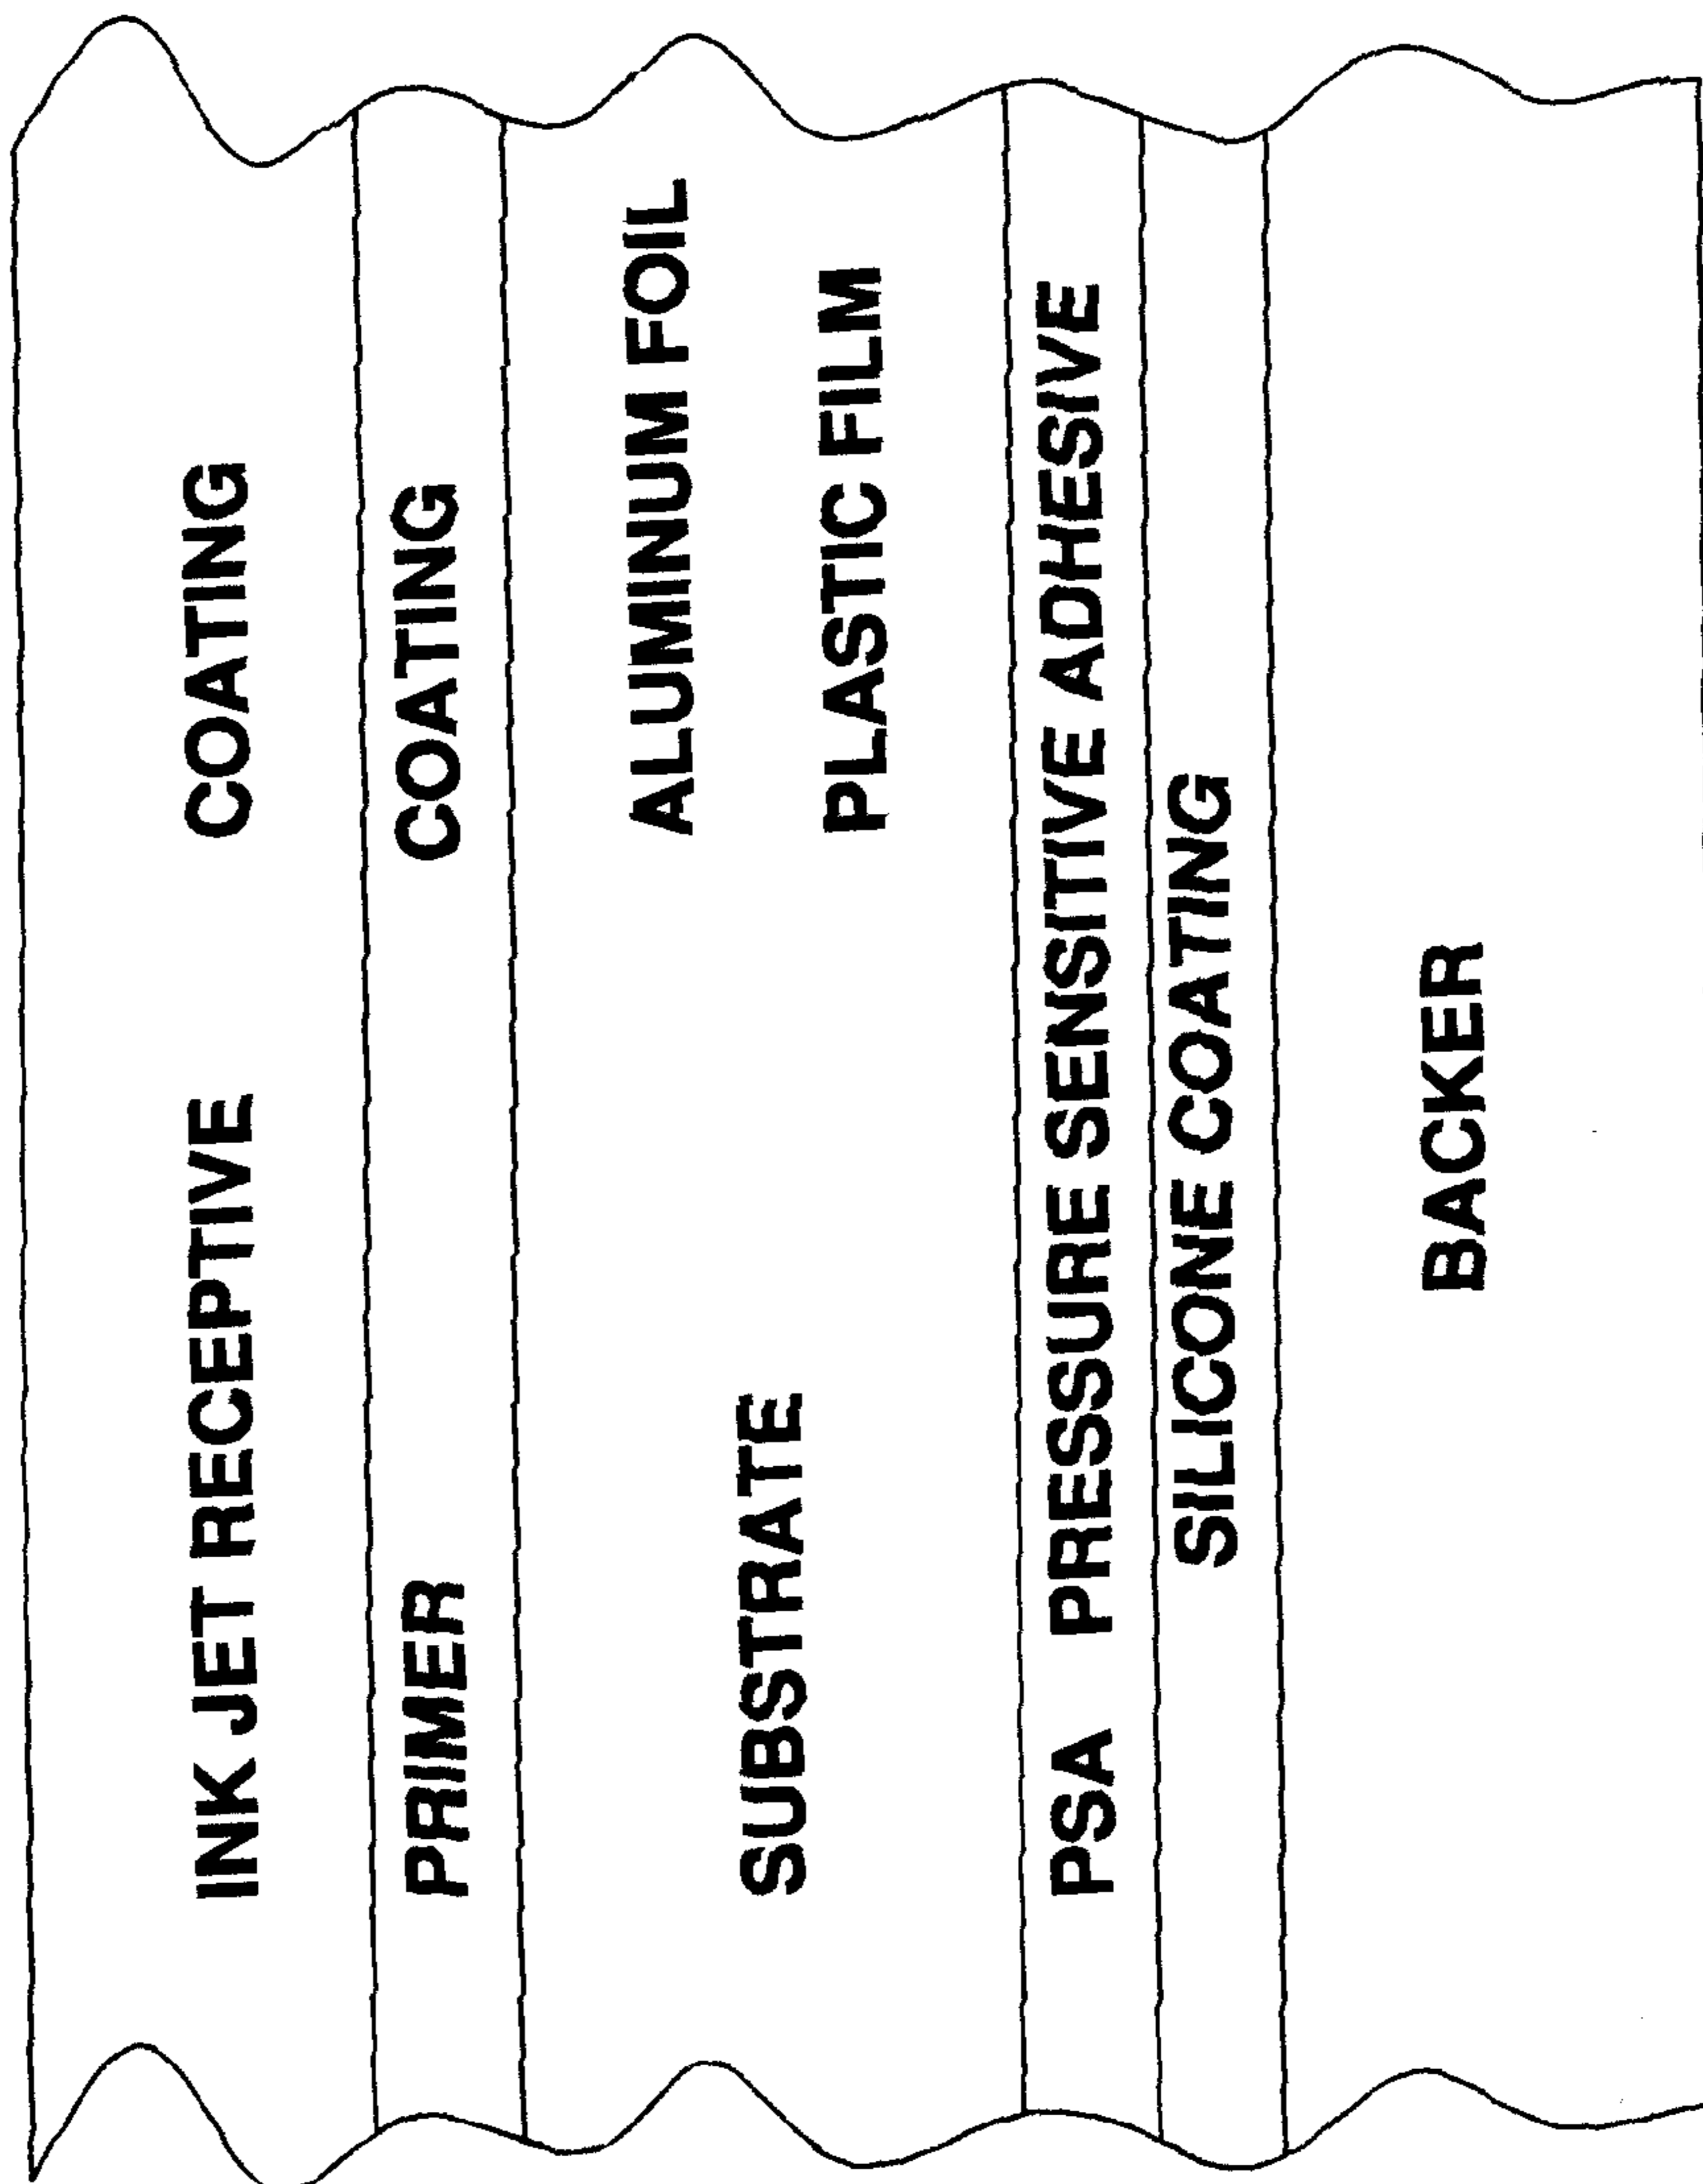 INK JET RECEPTIVE COATING
PRIMER COATING
ALUMINUM FOIL
SUBSTRATE
PLASTIC FILM
PSA PRESSURE SENSITIVE ADHESIVE
SILICONE COATING
BACKER